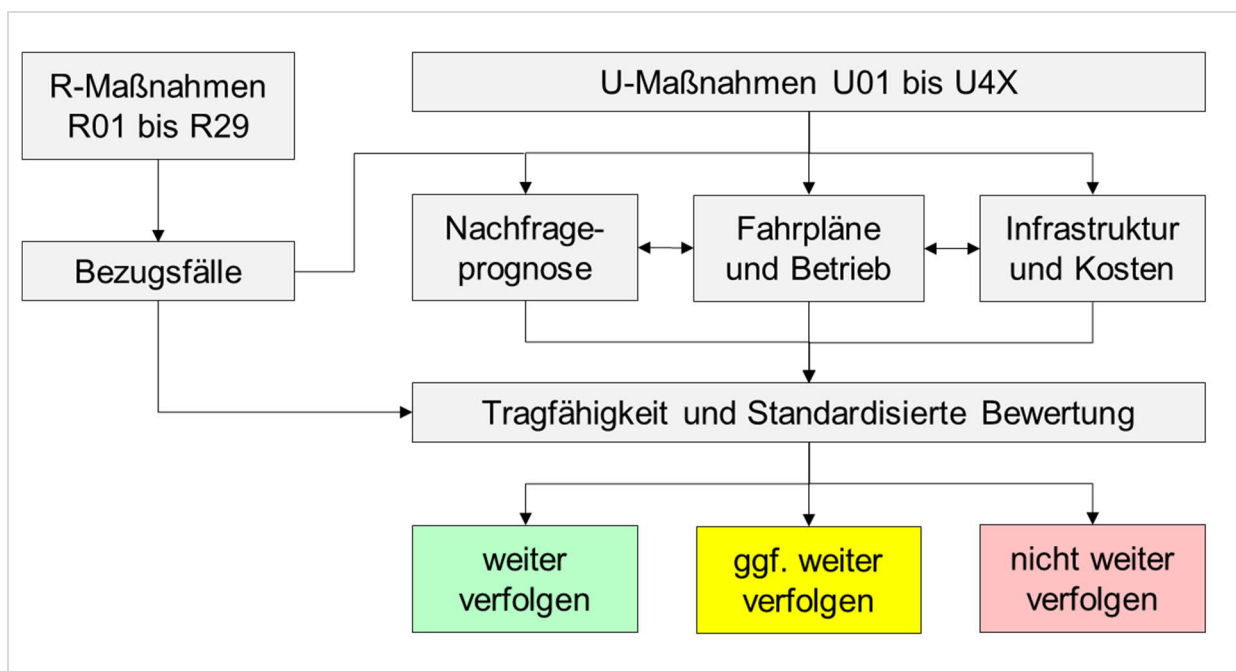 R-Maßnahmen
R01 bis R29
U-Maßnahmen U01 bis U4X
Bezugsfälle
Nachfrage-
prognose
Fahrpläne
und Betrieb
Infrastruktur
und Kosten
Tragfähigkeit und Standardisierte Bewertung
weiter
verfolgen
ggf. weiter
verfolgen
nicht weiter
verfolgen